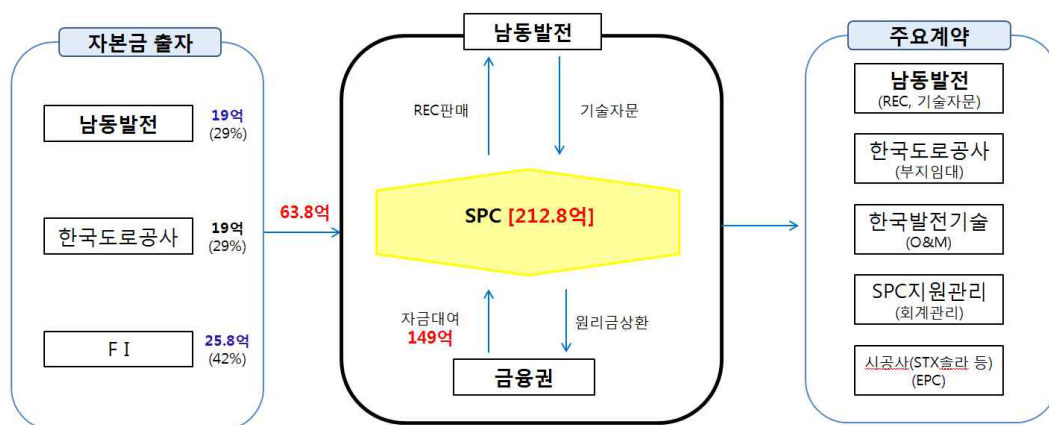 자본금 출자
남동발전
19억
(29%)
한국도로공사
19억
(29%)
F I
25.8억
(42%)
63.8억
남동발전
REC판매
기술자문
SPC [212.8억]
자금대여
149억
원리금상환
금융권
주요계약
남동발전
(REC, 기술자문)
한국도로공사
(부지임대)
한국발전기술
(O&M)
SPC지원관리
(회계관리)
시공사(STX솔라 등)
(EPC)